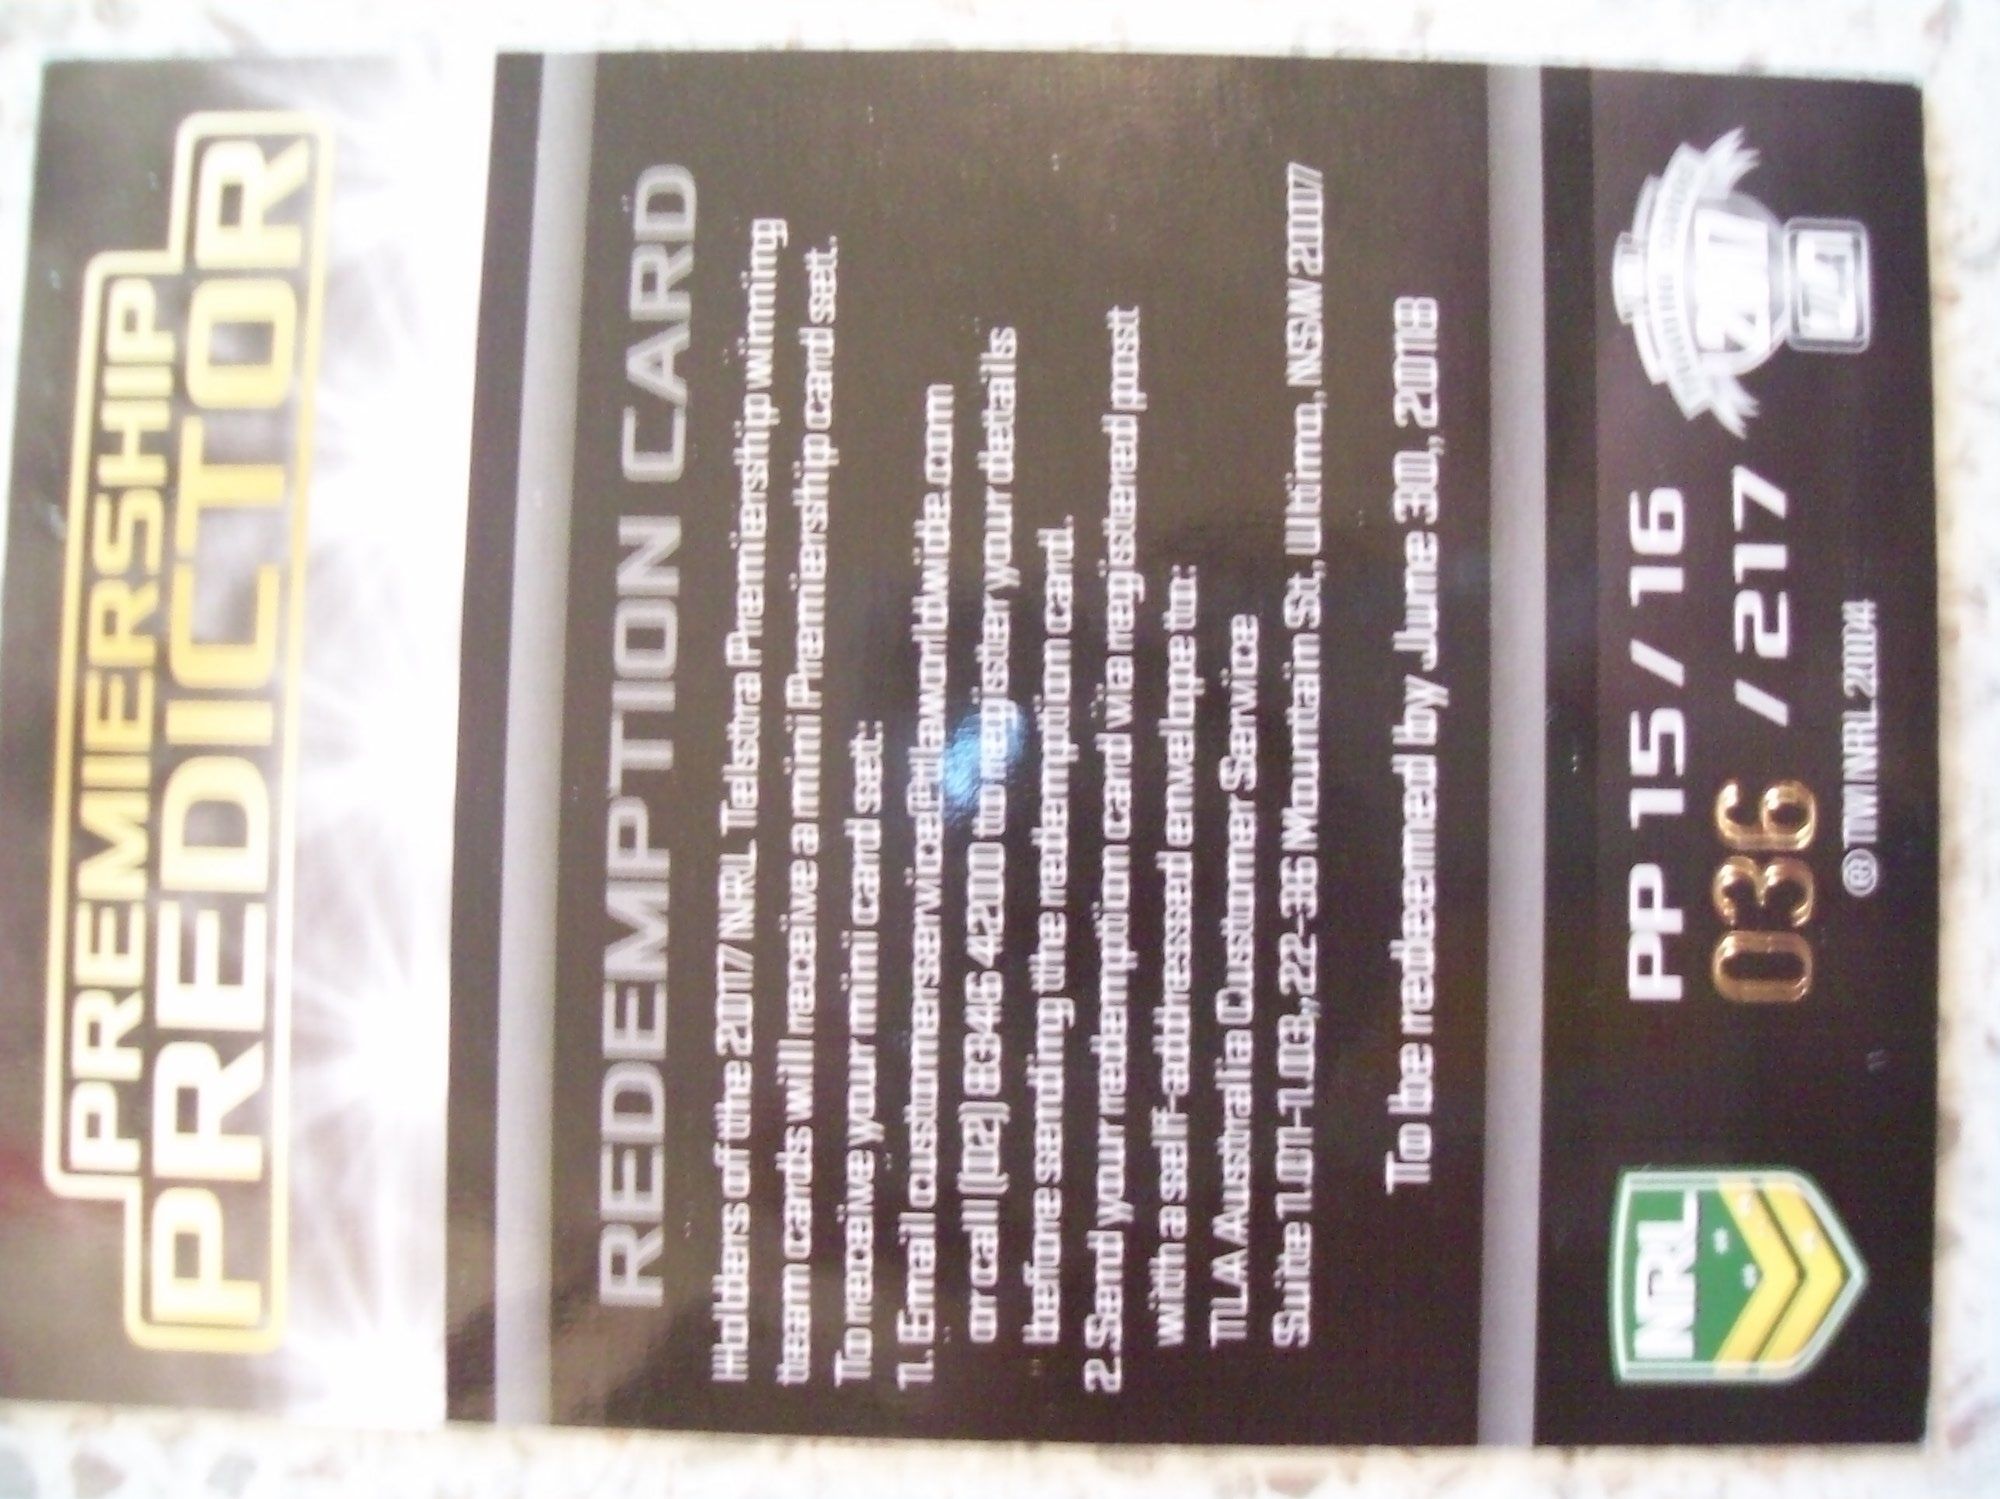 PREMIERSHIP
PREDICTOR
REDEMPTION CARD
Holders of the 2017 NRL Telstra Premiership winning
team cards will receive a mini Premiership card set.
To receive your mini card set:
1. Email customerservice@tlaworldwide.com
or call (02) 8346 4200 to register your details
before sending the redemption card.
2. Send your redemption card via registered post
with a self-addressed envelope to:
TLA Australia Customer Service
Suite 1.01-1.03, 22-36 Mountain St, Ultimo, NSW 2007
To be redeemed by June 30, 2018
NRL
PP 15/16
036 /217
© TW NRL 2004